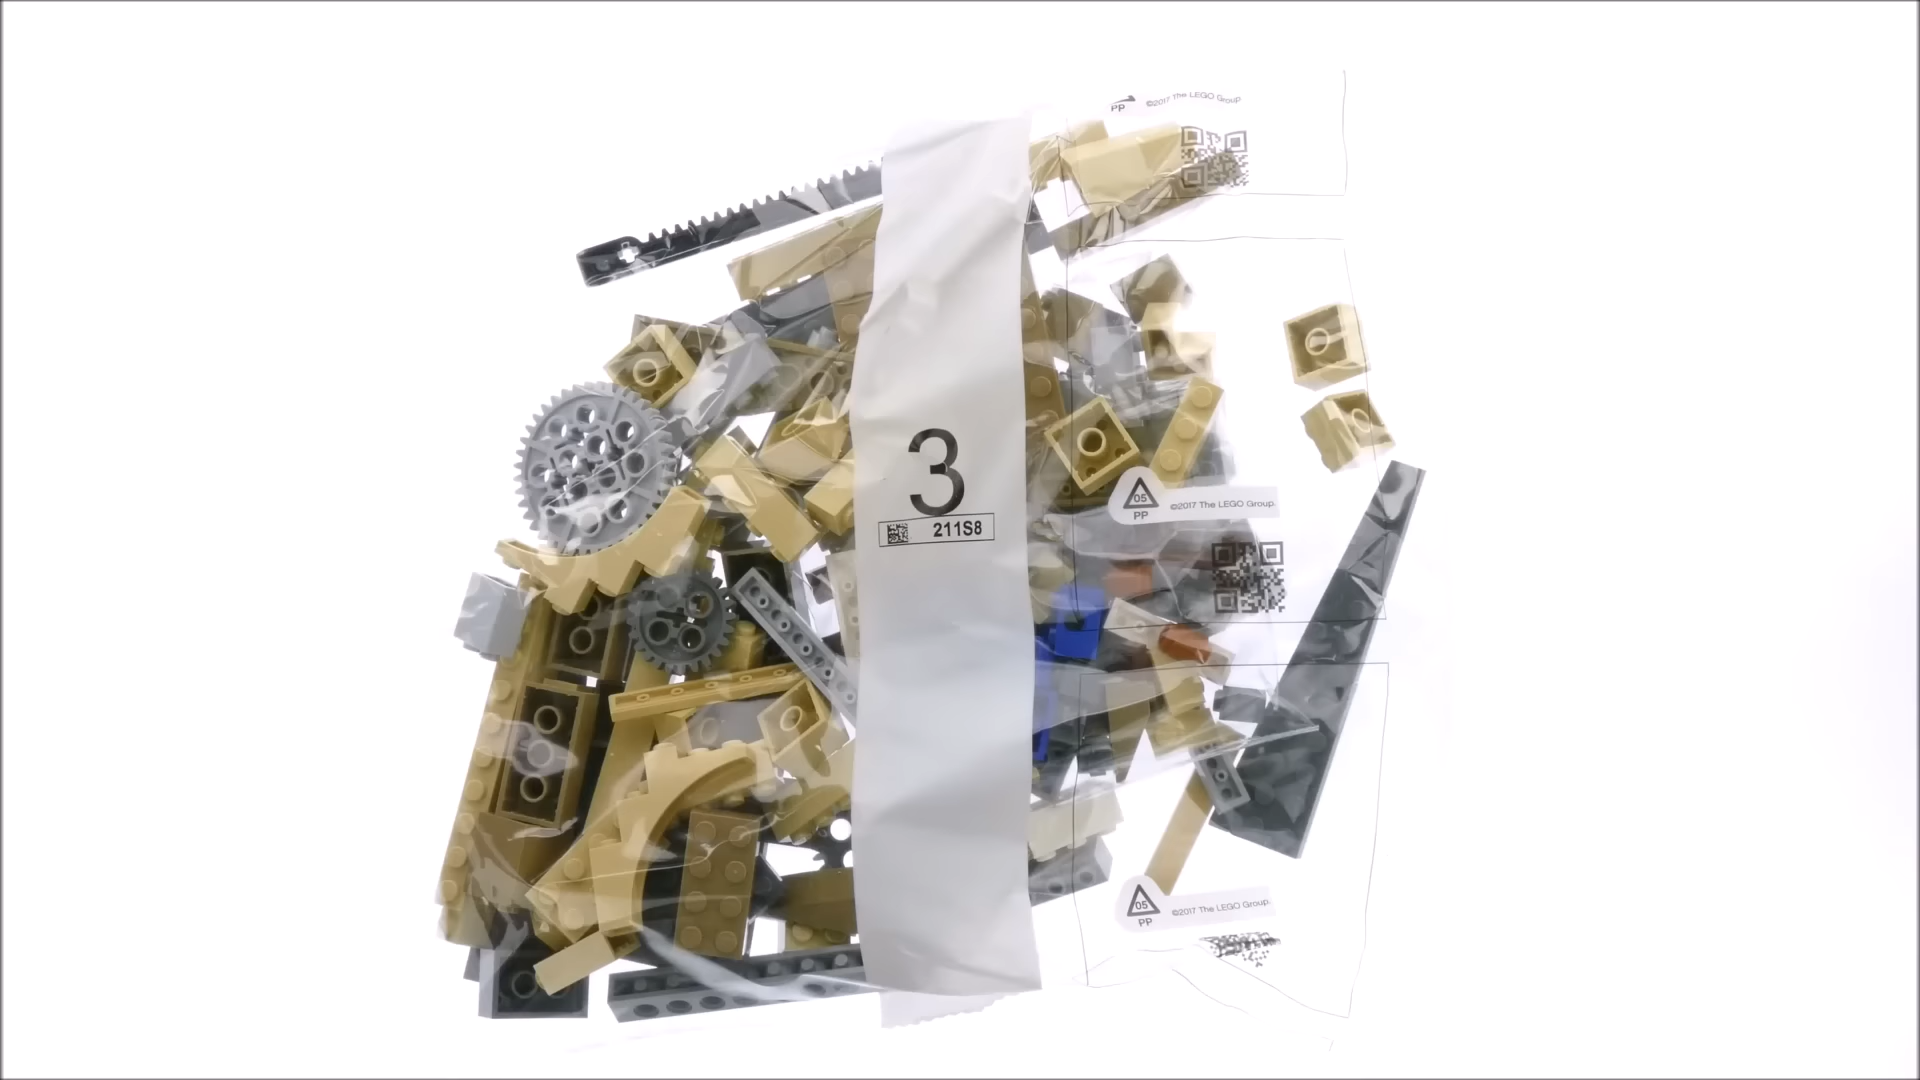 PP ©2017 The LEGO Group
3
211S8
05
PP
©2017 The LEGO Group.
05
PP
©2017 The LEGO Group.